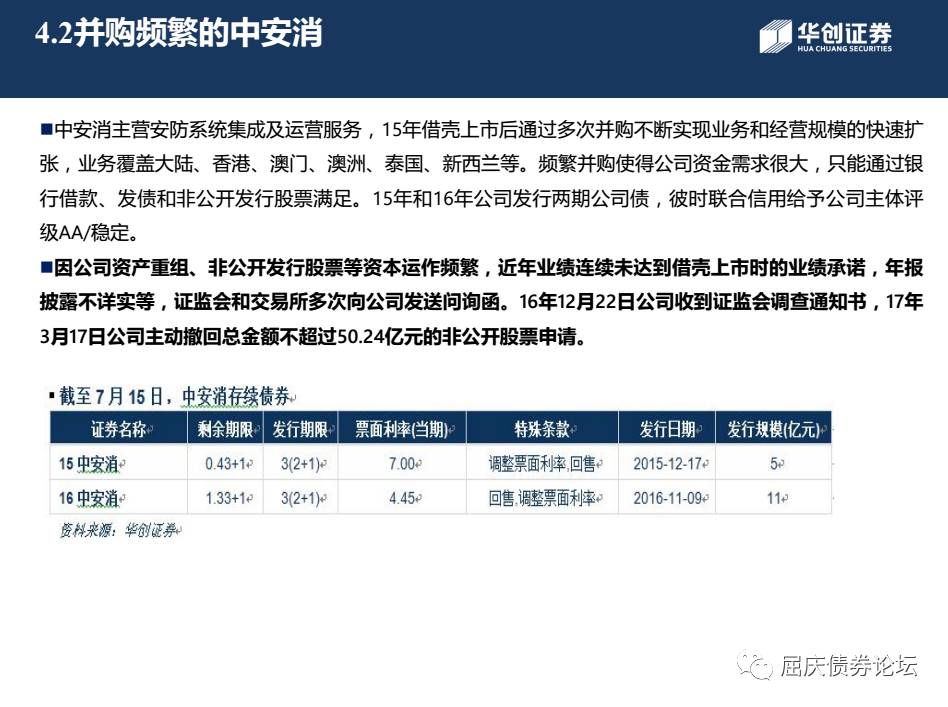 4.2并购频繁的中安消
华创证券
HUA CHUANG SECURITIES
■中安消主营安防系统集成及运营服务，15年借壳上市后通过多次并购不断实现业务和经营规模的快速扩
张，业务覆盖大陆、香港、澳门、澳洲、泰国、新西兰等。频繁并购使得公司资金需求很大，只能通过银
行借款、发债和非公开发行股票满足。15年和16年公司发行两期公司债，彼时联合信用给予公司主体评
级AA/稳定。
■因公司资产重组、非公开发行股票等资本运作频繁，近年业绩连续未达到借壳上市时的业绩承诺，年报
披露不详实等，证监会和交易所多次向公司发送问询函。16年12月22日公司收到证监会调查通知书，17年
3月17日公司主动撤回总金额不超过50.24亿元的非公开股票申请。
▪截至 7 月 15 日，中安消存续债券
证券名称 剩余期限 发行期限 票面利率(当期) 特殊条款 发行日期 发行规模(亿元)
15 中安消 0.43+1 3(2+1) 7.00 调整票面利率,回售 2015-12-17 5
16 中安消 1.33+1 3(2+1) 4.45 回售,调整票面利率 2016-11-09 11
资料来源：华创证券
屈庆债券论坛